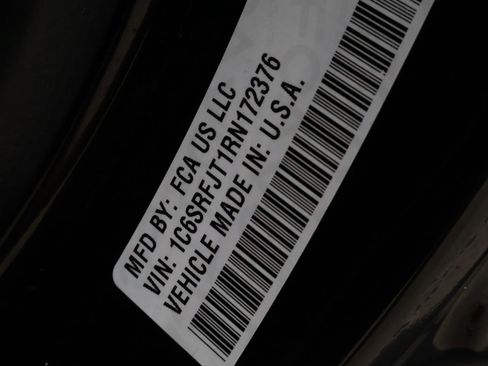 MFD BY: FCA US LLC
VIN: 1C6SRFJT1RN172376
VEHICLE MADE IN: U.S.A.